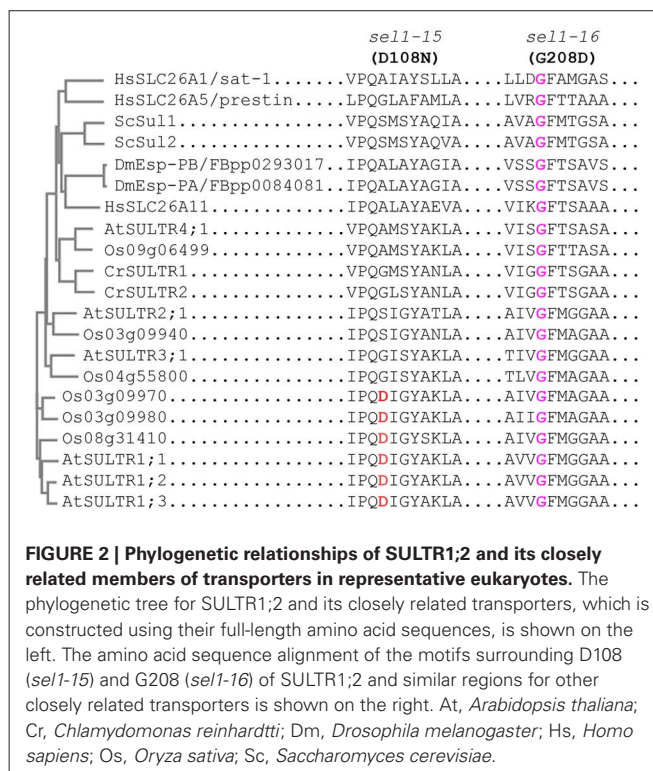 sel1-15 sel1-16
(D108N) (G208D)
HsSLC26A1/sat-1.......VPQAIAYSLLA....LLDGFAMGAS...
HsSLC26A5/prestin.....LPQGLAFAMLA....LVRGFTTAAA...
ScSul1................VPQSMSYAQIA....AVAGFMTGSA...
ScSul2................VPQSMSYAQVA....AVAGFMTGSA...
DmEsp-PB/FBpp0293017..IPQALAYAGIA....VSSGFTSAVS...
DmEsp-PA/FBpp0084081..IPQALAYAGIA....VSSGFTSAVS...
HsSLC26A11............IPQALAYAEVA....VIKGFTSAAA...
AtSULTR4;1............VPQAMSYAKLA....VISGFTSASA...
Os09g06499............VPQAMSYAKLA....VISGFTTASA...
CrSULTR1..............VPQGMSYANLA....VIGGFTSGAA...
CrSULTR2..............VPQGLSYANLA....VIGGFTSGAA...
AtSULTR2;1............IPQSIGYATLA....AIVGFMGGAA...
Os03g09940............IPQSIGYANLA....AIVGFMAGAA...
AtSULTR3;1............IPQGISYAKLA....TIVGFMAGAA...
Os04g55800............IPQGISYAKLA....TLVGFMAGAA...
Os03g09970............IPQDIGYAKLA....AIVGFMAGAA...
Os03g09980............IPQDIGYAKLA....AIIGFMAGAA...
Os08g31410............IPQDIGYSKLA....AIVGFMGGAA...
AtSULTR1;1............IPQDIGYAKLA....AVVGFMGGAA...
AtSULTR1;2............IPQDIGYAKLA....AVVGFMGGAA...
AtSULTR1;3............IPQDIGYAKLA....AVVGFMGGAA...
FIGURE 2 | Phylogenetic relationships of SULTR1;2 and its closely
related members of transporters in representative eukaryotes. The
phylogenetic tree for SULTR1;2 and its closely related transporters, which is
constructed using their full-length amino acid sequences, is shown on the
left. The amino acid sequence alignment of the motifs surrounding D108
(sel1-15) and G208 (sel1-16) of SULTR1;2 and similar regions for other
closely related transporters is shown on the right. At, Arabidopsis thaliana;
Cr, Chlamydomonas reinhardtti; Dm, Drosophila melanogaster; Hs, Homo
sapiens; Os, Oryza sativa; Sc, Saccharomyces cerevisiae.